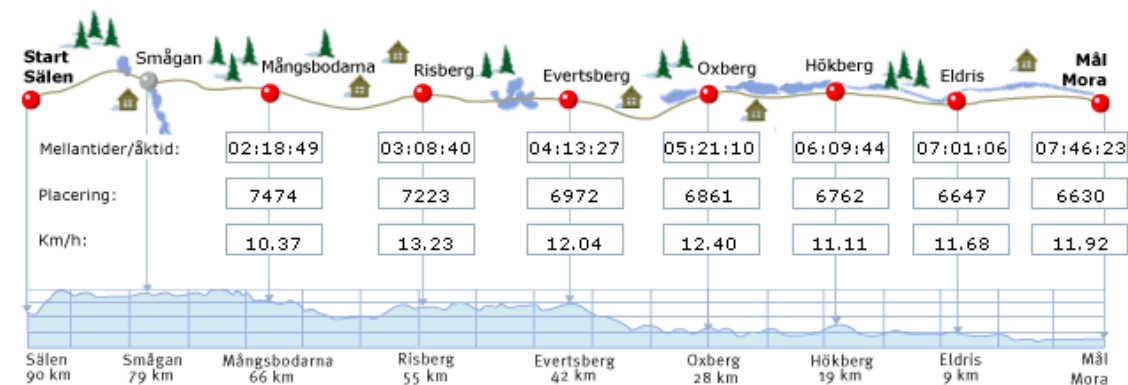 Start
Sälen
Smågan
Mångsbodarna
Risberg
Evertsberg
Oxberg
Hökberg
Eldris
Mål
Mora
Mellantider/åktid: 02:18:49 03:08:40 04:13:27 05:21:10 06:09:44 07:01:06 07:46:23
Placering: 7474 7223 6972 6861 6762 6647 6630
Km/h: 10.37 13.23 12.04 12.40 11.11 11.68 11.92
Sälen Smågan Mångsbodarna Risberg Evertsberg Oxberg Hökberg Eldris Mål
90 km 79 km 66 km 55 km 42 km 28 km 19 km 9 km Mora